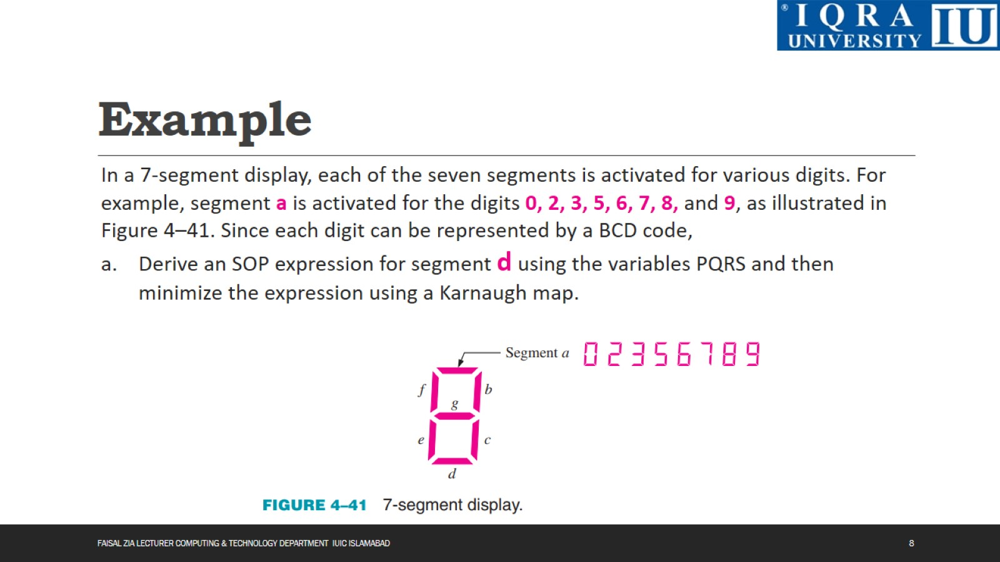 ® IQRA
UNIVERSITY IU
Example
In a 7-segment display, each of the seven segments is activated for various digits. For
example, segment a is activated for the digits 0, 2, 3, 5, 6, 7, 8, and 9, as illustrated in
Figure 4–41. Since each digit can be represented by a BCD code,
a. Derive an SOP expression for segment d using the variables PQRS and then
minimize the expression using a Karnaugh map.
Segment a 0 2 3 5 6 7 8 9
f b
g
e c
d
FIGURE 4–41 7-segment display.
FAISAL ZIA LECTURER COMPUTING & TECHNOLOGY DEPARTMENT IUIC ISLAMABAD 8